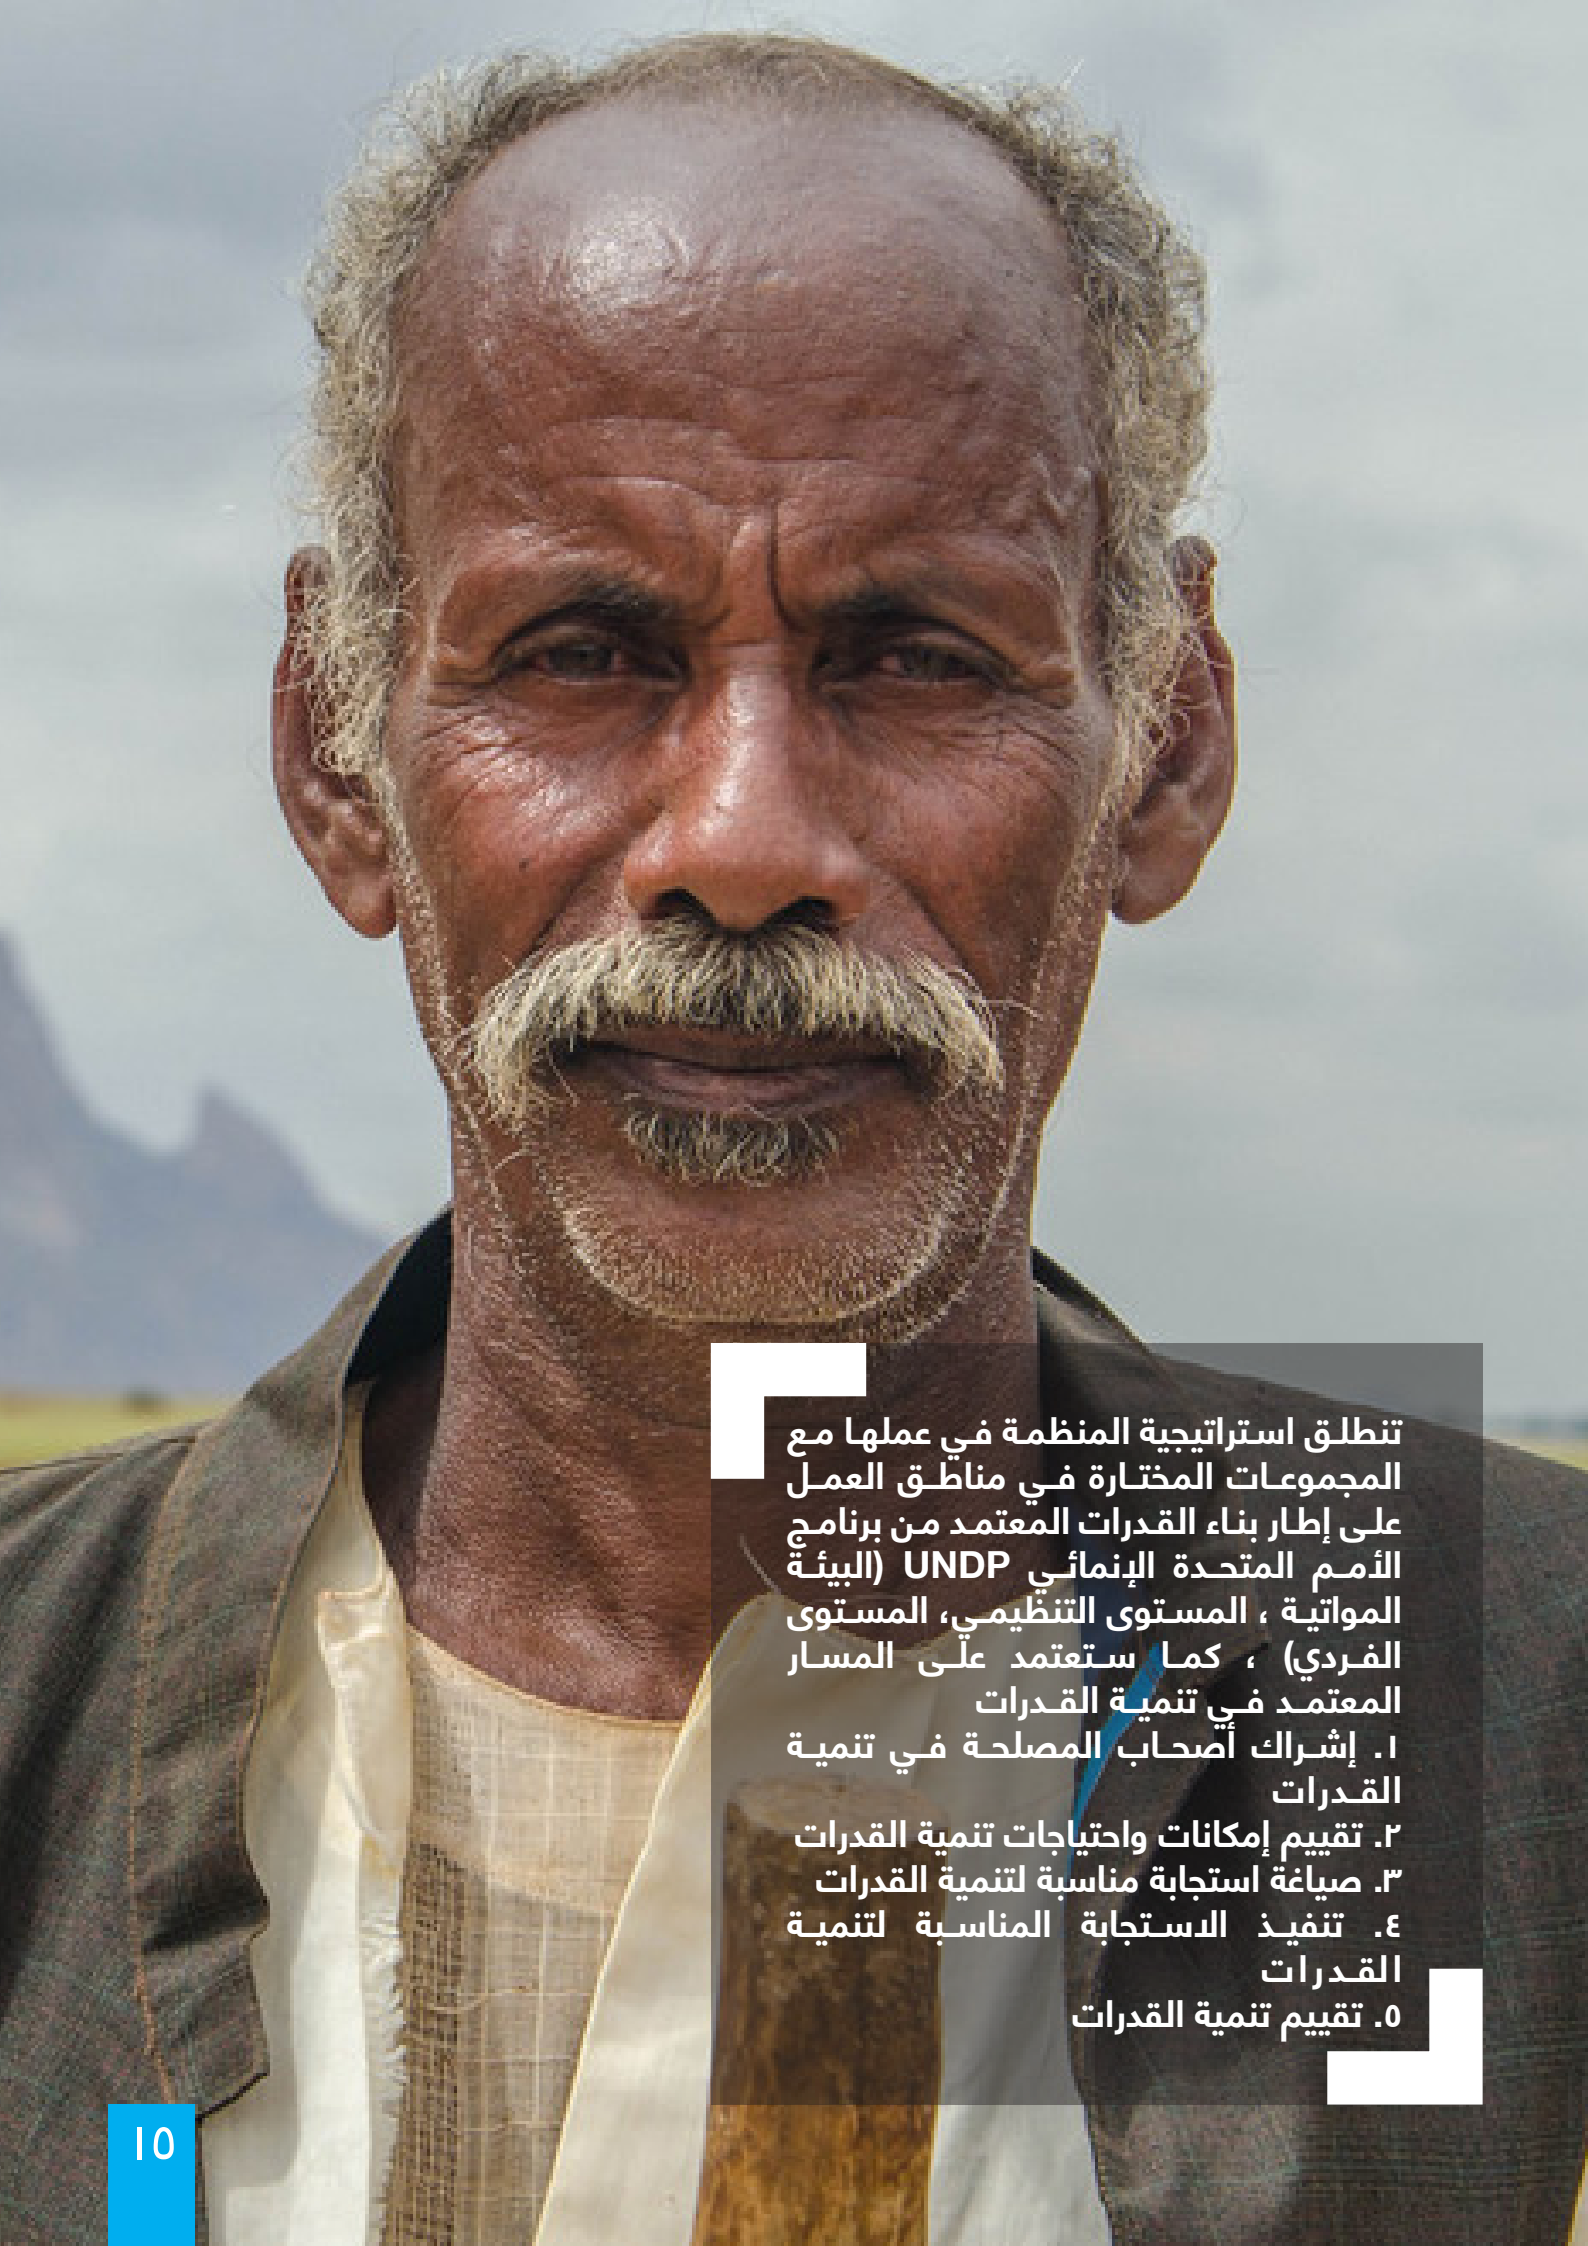 تنطلق استراتيجية المنظمة في عملها مع
المجموعات المختارة في مناطق العمل
على إطار بناء القدرات المعتمد من برنامج
الأمم المتحدة الإنمائي UNDP (البيئة
المواتية ، المستوى التنظيمي، المستوى
الفردي) ، كما ستعتمد على المسار
المعتمد في تنمية القدرات
١. إشراك أصحاب المصلحة في تنمية
القدرات
٢. تقييم إمكانات واحتياجات تنمية القدرات
٣. صياغة استجابة مناسبة لتنمية القدرات
٤. تنفيذ الاستجابة المناسبة لتنمية
القدرات
٥. تقييم تنمية القدرات
١٥